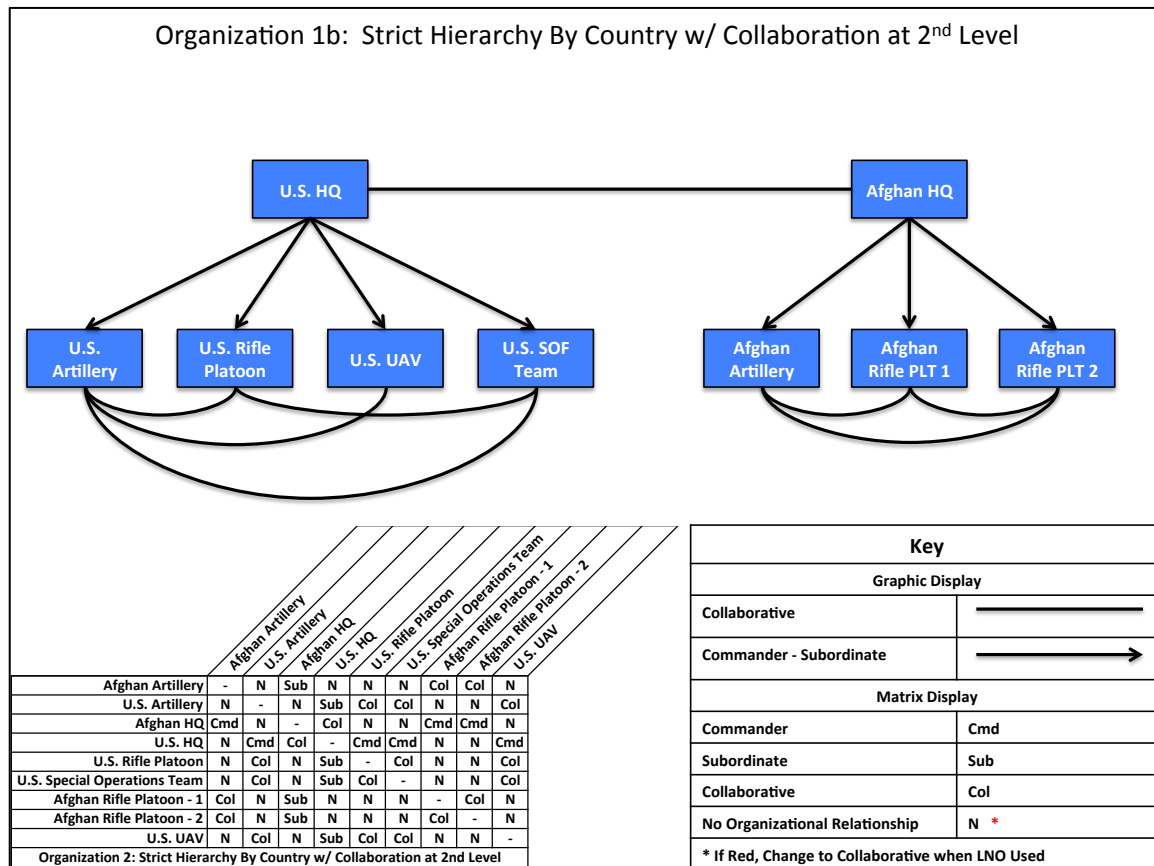 Organization 1b: Strict Hierarchy By Country w/ Collaboration at 2nd Level
U.S. HQ
Afghan HQ
U.S.
Artillery
U.S. Rifle
Platoon
U.S. UAV
U.S. SOF
Team
Afghan
Artillery
Afghan
Rifle PLT 1
Afghan
Rifle PLT 2
Afghan Artillery
U.S. Artillery
Afghan HQ
U.S. HQ
U.S. Rifle Platoon
U.S. Special Operations Team
Afghan Rifle Platoon - 1
Afghan Rifle Platoon - 2
U.S. UAV
Afghan Artillery - N Sub N N N Col Col N
U.S. Artillery N - N Sub Col Col N N Col
Afghan HQ Cmd N - Col N N Cmd Cmd N
U.S. HQ N Cmd Col - Cmd Cmd N N Cmd
U.S. Rifle Platoon N Col N Sub - Col N N Col
U.S. Special Operations Team N Col N Sub Col - N N Col
Afghan Rifle Platoon - 1 Col N Sub N N N - Col N
Afghan Rifle Platoon - 2 Col N Sub N N N Col - N
U.S. UAV N Col N Sub Col Col N N -
Organization 2: Strict Hierarchy By Country w/ Collaboration at 2nd Level
Key
Graphic Display
Collaborative
Commander - Subordinate
Matrix Display
Commander Cmd
Subordinate Sub
Collaborative Col
No Organizational Relationship N *
* If Red, Change to Collaborative when LNO Used